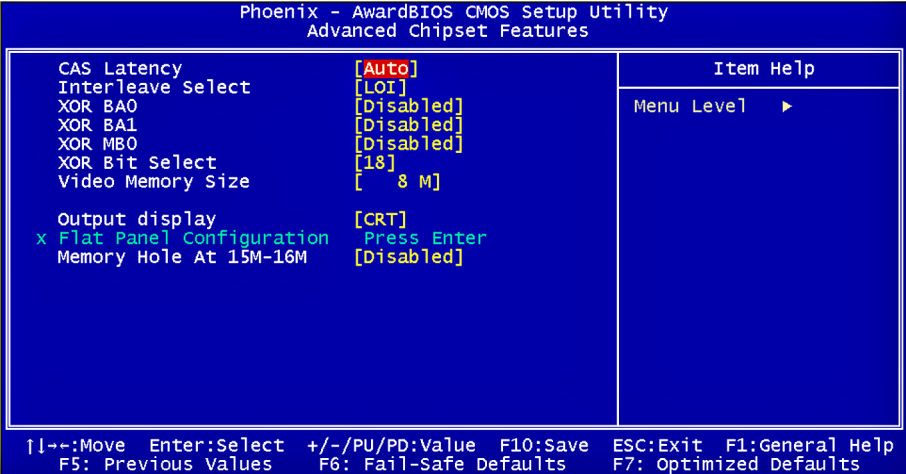 Phoenix - AwardBIOS CMOS Setup Utility
Advanced Chipset Features
CAS Latency [Auto]
Interleave Select [LOI]
XOR BA0 [Disabled]
XOR BA1 [Disabled]
XOR MB0 [Disabled]
XOR Bit Select [18]
Video Memory Size [ 8 M]
Output display [CRT]
x Flat Panel Configuration Press Enter
Memory Hole At 15M-16M [Disabled]
Item Help
Menu Level ▶
↑↓→←:Move Enter:Select +/-/PU/PD:Value F10:Save ESC:Exit F1:General Help
F5: Previous Values F6: Fail-Safe Defaults F7: Optimized Defaults